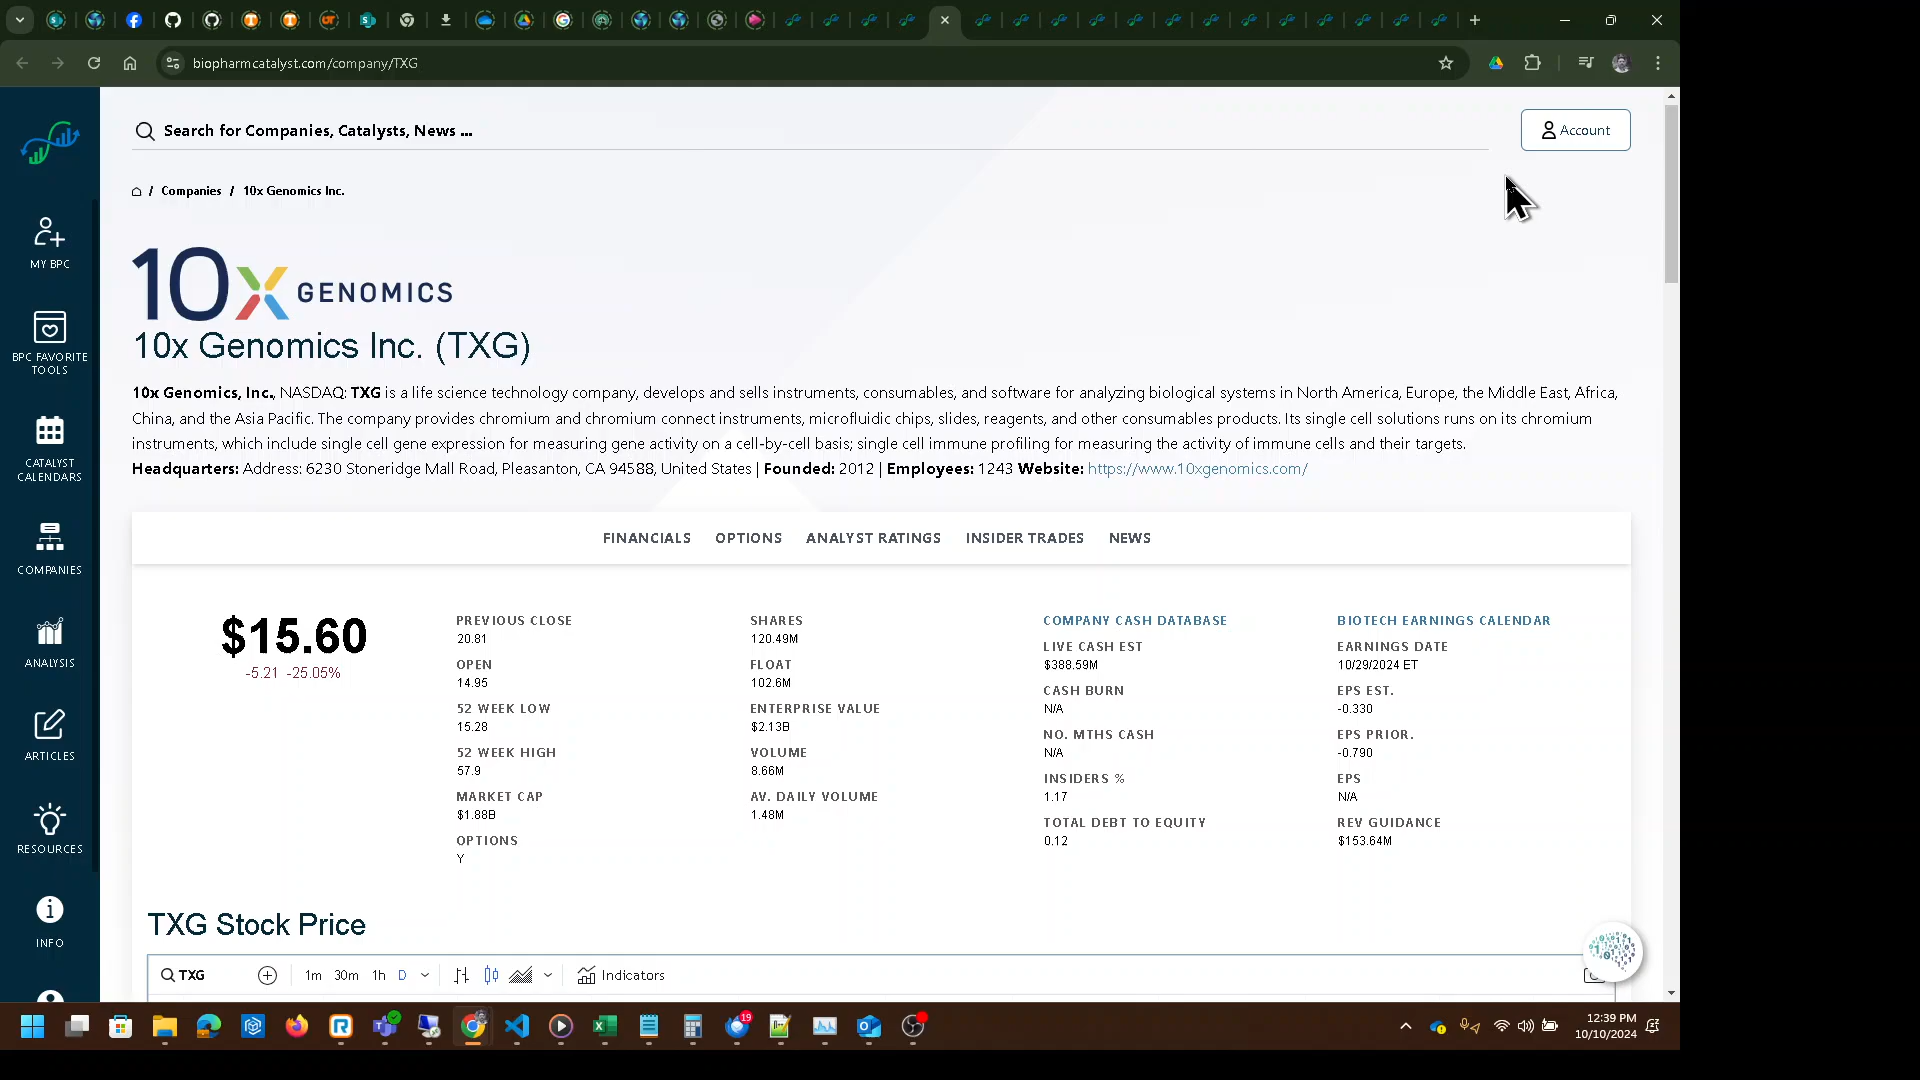 biopharmcatalyst.com/company/TXG
Search for Companies, Catalysts, News ...
Account
/ Companies / 10x Genomics Inc.
MY BPC
BPC FAVORITE
TOOLS
CATALYST
CALENDARS
COMPANIES
ANALYSIS
ARTICLES
RESOURCES
INFO
10x GENOMICS
10x Genomics Inc. (TXG)
10x Genomics, Inc., NASDAQ: TXG is a life science technology company, develops and sells instruments, consumables, and software for analyzing biological systems in North America, Europe, the Middle East, Africa,
China, and the Asia Pacific. The company provides chromium and chromium connect instruments, microfluidic chips, slides, reagents, and other consumables products. Its single cell solutions runs on its chromium
instruments, which include single cell gene expression for measuring gene activity on a cell-by-cell basis; single cell immune profiling for measuring the activity of immune cells and their targets.
Headquarters: Address: 6230 Stoneridge Mall Road, Pleasanton, CA 94588, United States | Founded: 2012 | Employees: 1243 Website: https://www.10xgenomics.com/
FINANCIALS OPTIONS ANALYST RATINGS INSIDER TRADES NEWS
$15.60
-5.21 -25.05%
PREVIOUS CLOSE
20.81
OPEN
14.95
52 WEEK LOW
15.28
52 WEEK HIGH
57.9
MARKET CAP
$1.88B
OPTIONS
Y
SHARES
120.49M
FLOAT
102.6M
ENTERPRISE VALUE
$2.13B
VOLUME
8.66M
AV. DAILY VOLUME
1.48M
COMPANY CASH DATABASE
LIVE CASH EST
$388.59M
CASH BURN
N/A
NO. MTHS CASH
N/A
INSIDERS %
1.17
TOTAL DEBT TO EQUITY
0.12
BIOTECH EARNINGS CALENDAR
EARNINGS DATE
10/29/2024 ET
EPS EST.
-0.330
EPS PRIOR.
-0.790
EPS
N/A
REV GUIDANCE
$153.64M
TXG Stock Price
TXG 1m 30m 1h D Indicators
19
12:39 PM
10/10/2024